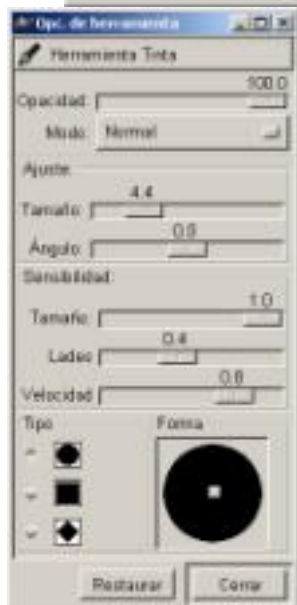 Opc. de herramienta
Herramienta Tinta
100.0
Opacidad:
Modo: Normal
Ajuste
4.4
Tamaño:
0.0
Ángulo:
Sensibilidad
1.0
Tamaño:
0.4
Lades
0.8
Velocidad
Tipo Forma
Restaurar Cerrar